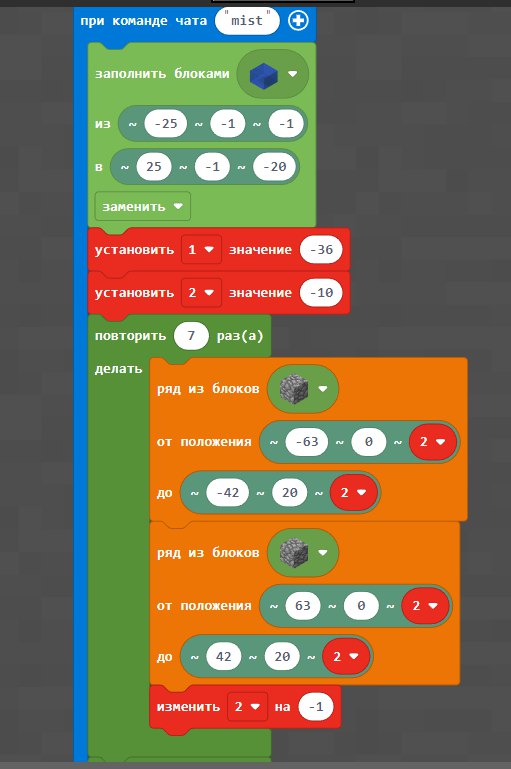 при команде чата "mist"
заполнить блоками
из ~ -25 ~ -1 ~ -1
в ~ 25 ~ -1 ~ -20
заменить
установить 1 значение -36
установить 2 значение -10
повторить 7 раз(а)
делать
ряд из блоков
от положения ~ -63 ~ 0 ~ 2
до ~ -42 ~ 20 ~ 2
ряд из блоков
от положения ~ 63 ~ 0 ~ 2
до ~ 42 ~ 20 ~ 2
изменить 2 на -1